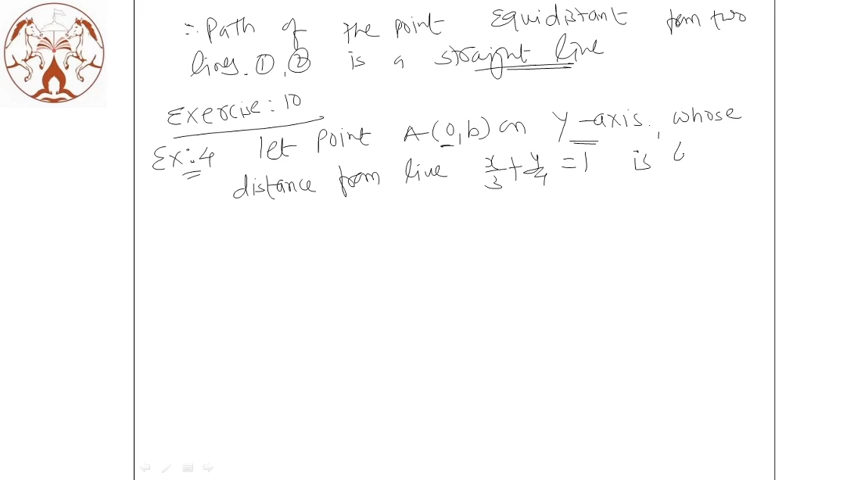 ∴ Path of the point equidistant from two
lines ①, ② is a straight line
Exercise: 10
Ex: 4 let point A(0,b) on y-axis, whose
distance from line x/3 + y/4 = 1 is 6